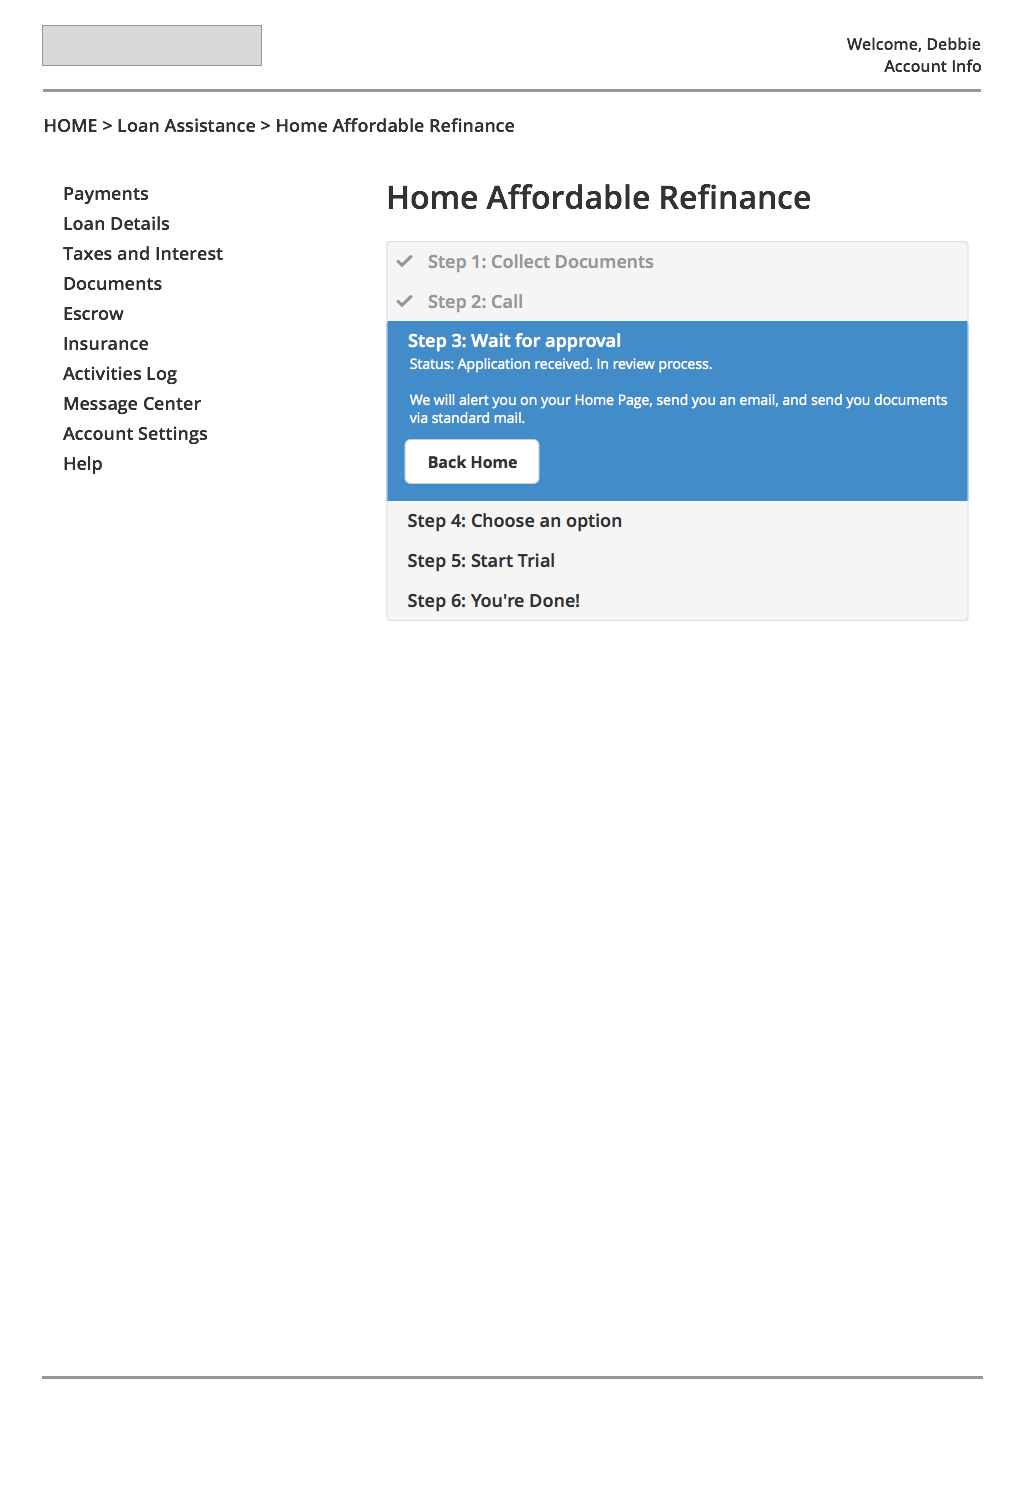 Welcome, Debbie
Account Info
HOME > Loan Assistance > Home Affordable Refinance
Payments
Loan Details
Taxes and Interest
Documents
Escrow
Insurance
Activities Log
Message Center
Account Settings
Help
Home Affordable Refinance
Step 1: Collect Documents
Step 2: Call
Step 3: Wait for approval
Status: Application received. In review process.
We will alert you on your Home Page, send you an email, and send you documents
via standard mail.
Back Home
Step 4: Choose an option
Step 5: Start Trial
Step 6: You're Done!